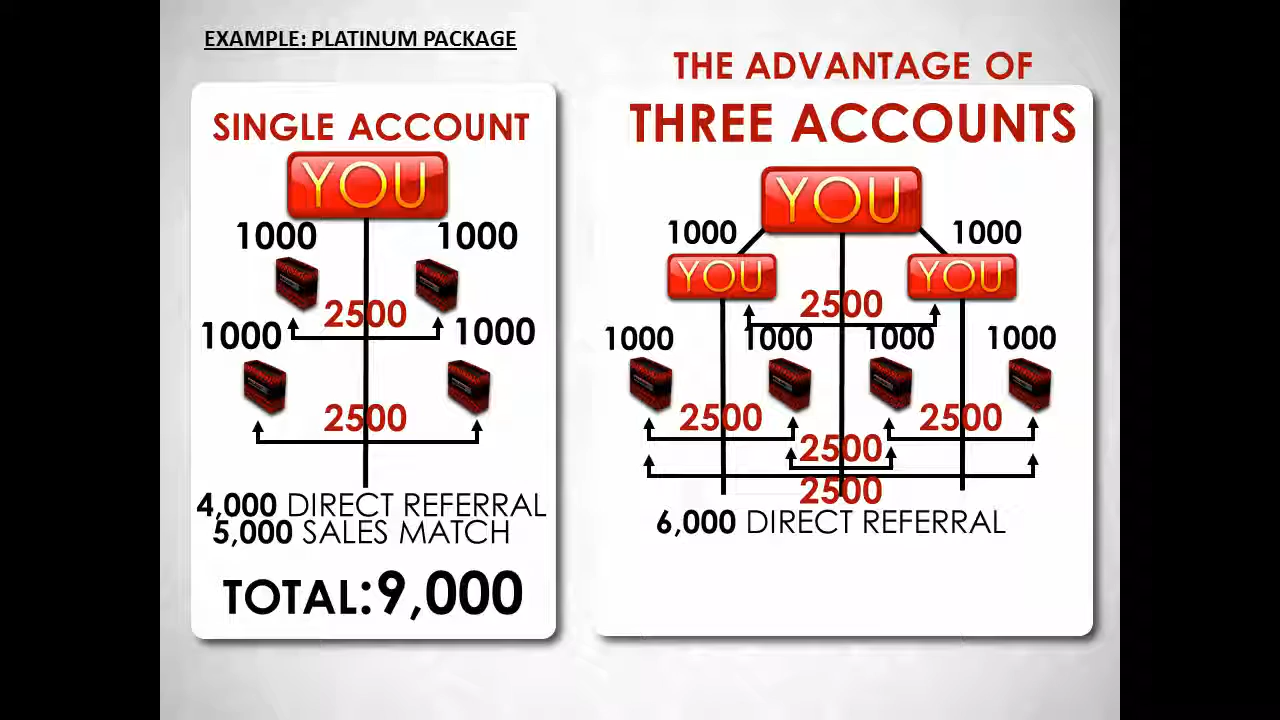 EXAMPLE: PLATINUM PACKAGE
SINGLE ACCOUNT
YOU
1000 1000
2500
1000 1000
2500
4,000 DIRECT REFERRAL
5,000 SALES MATCH
TOTAL:9,000
THE ADVANTAGE OF
THREE ACCOUNTS
YOU
1000 1000
YOU YOU
2500
1000 1000 1000 1000
2500 2500
2500
2500
6,000 DIRECT REFERRAL